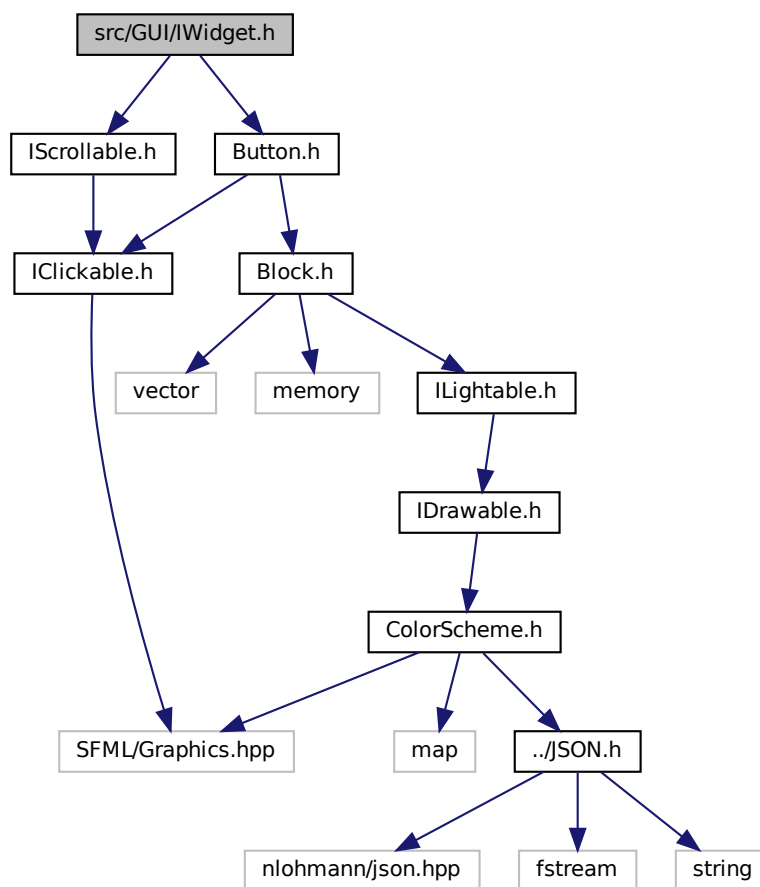 src/GUI/IWidget.h
IScrollable.h
Button.h
IClickable.h
Block.h
vector
memory
ILightable.h
IDrawable.h
ColorScheme.h
SFML/Graphics.hpp
map
../JSON.h
nlohmann/json.hpp
fstream
string